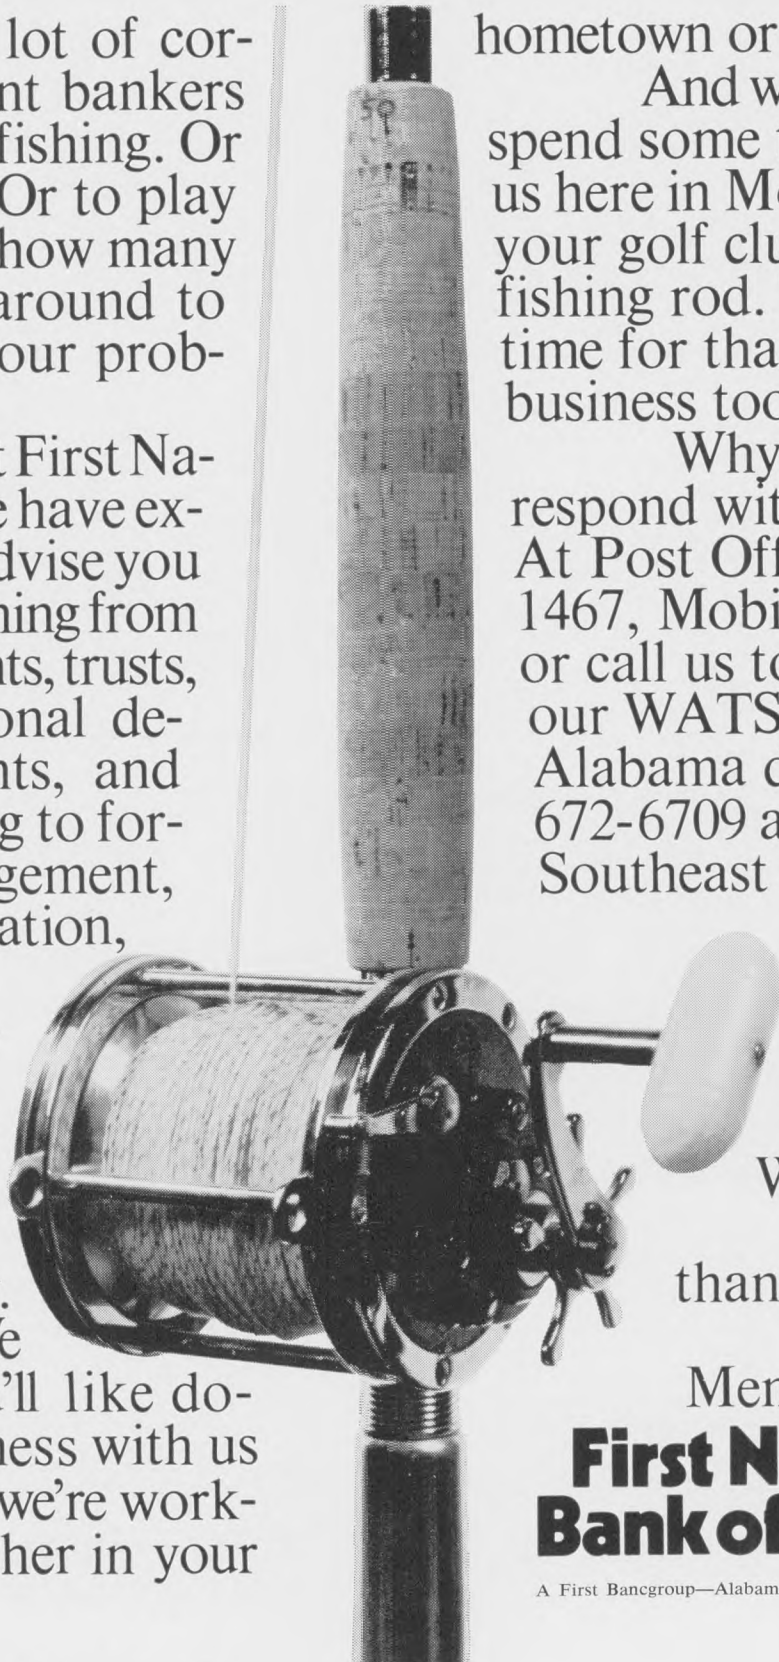 lot of cor-
nt bankers
fishing. Or
Or to play
how many
around to
our prob-
t First Na-
e have ex-
dvise you
ning from
nts, trusts,
onal de-
nts, and
g to for-
gement,
ation,
e
'll like do-
ness with us
we're work-
her in your
hometown or
And w
spend some
us here in Mo
your golf clu
fishing rod.
time for tha
business too
Why
respond wit
At Post Off
1467, Mobi
or call us to
our WATS
Alabama c
672-6709 a
Southeast
W
than
Men
First N
Bank of
A First Bancgroup—Alabam